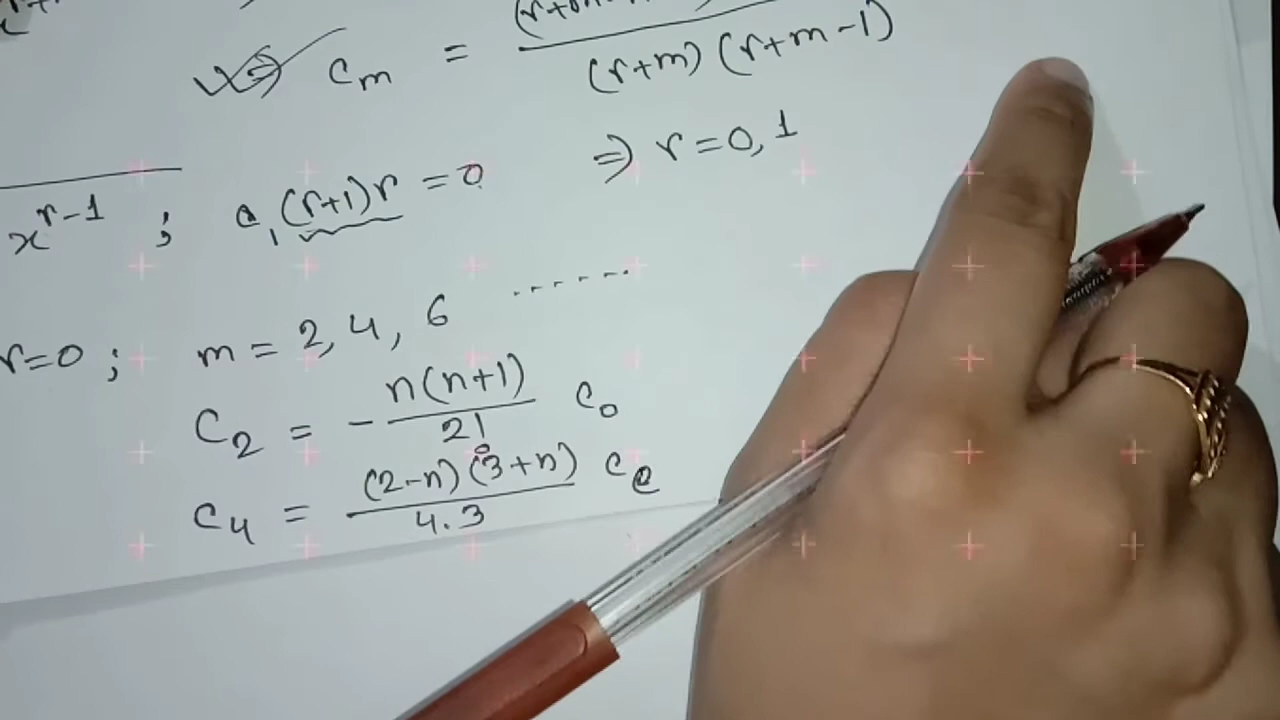 c_m = / (r+m)(r+m-1)
⇒ r=0, 1
x^{r-1} ; c_1 (r+1)r = 0
r=0 ; m = 2, 4, 6 .......
c_2 = - n(n+1) / 2! c_0
c_4 = (2-n)(3+n) / 4.3